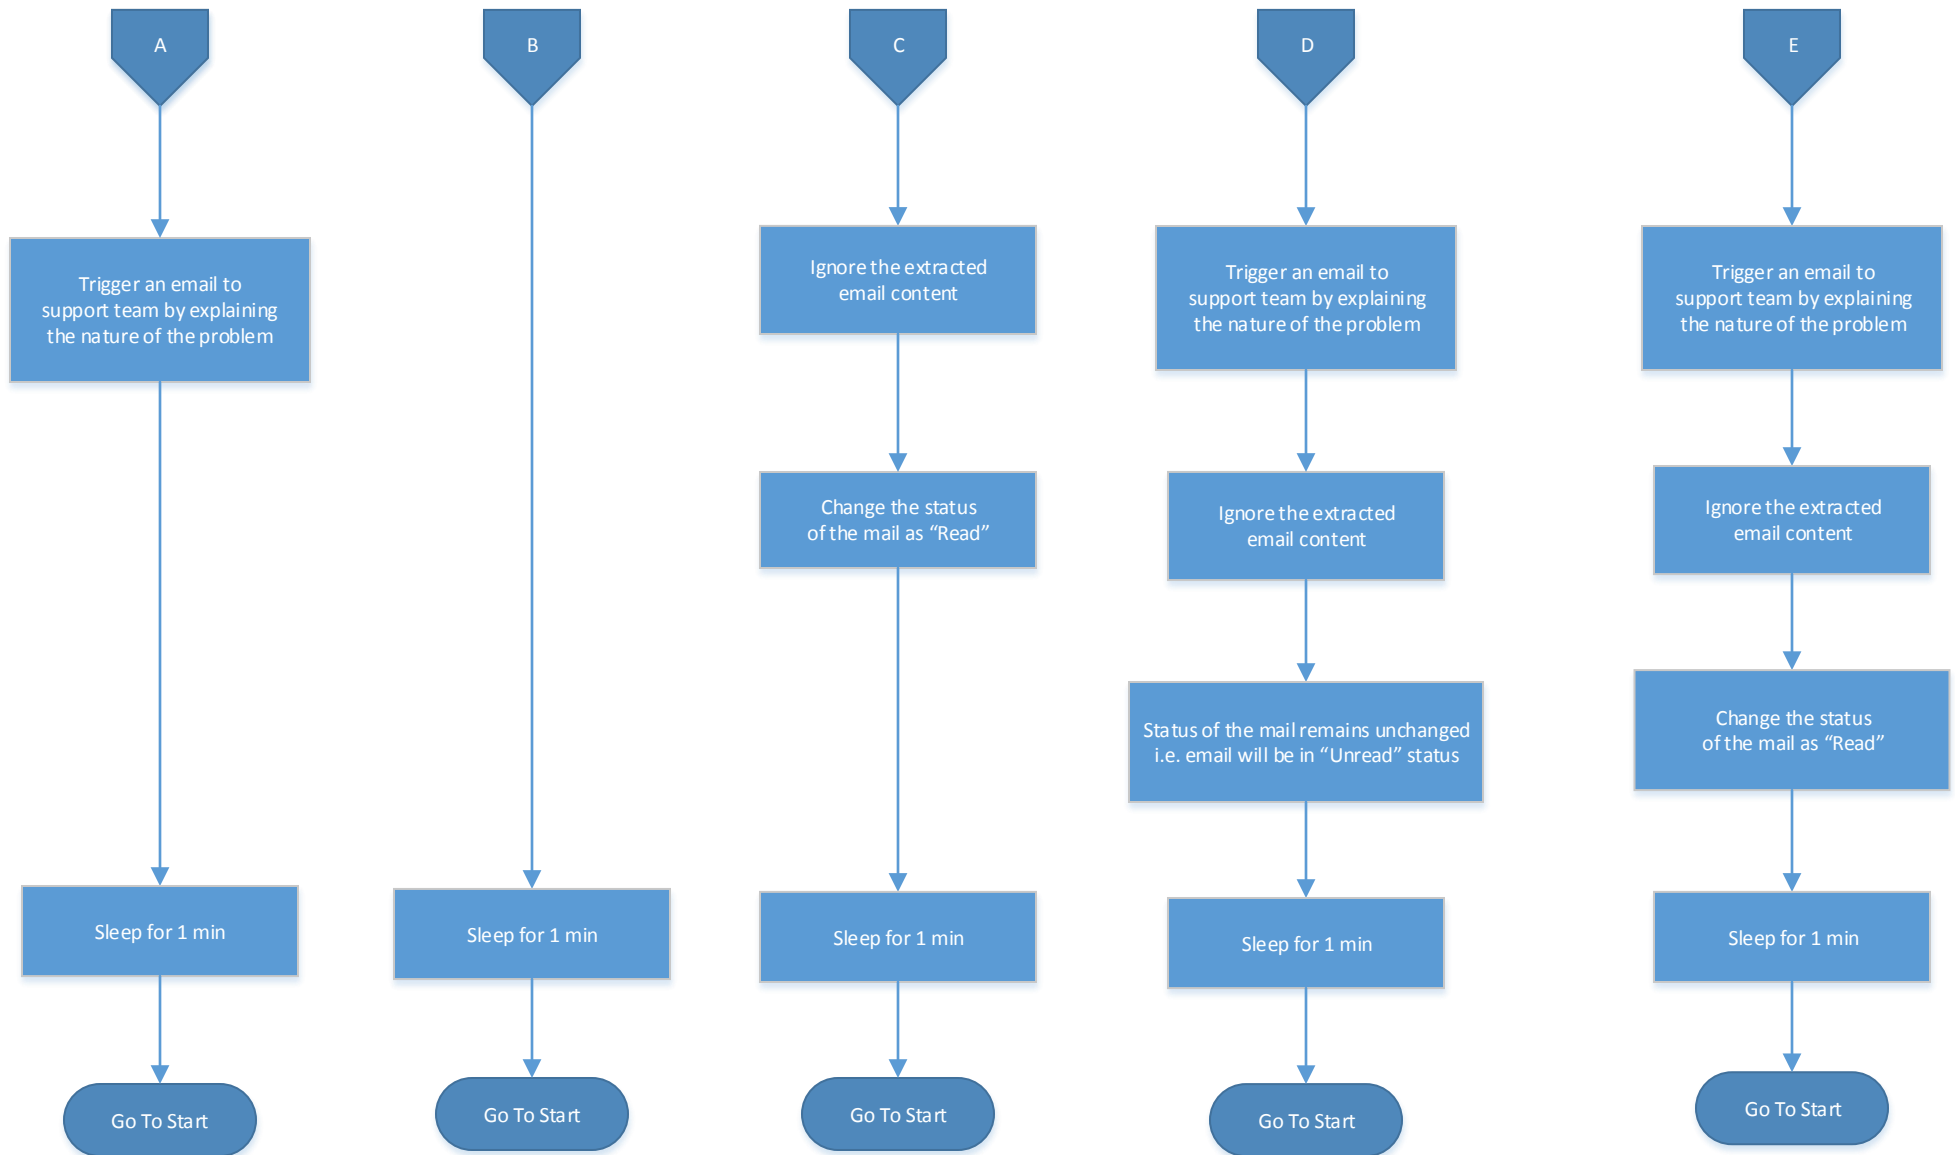 A
Trigger an email to
support team by explaining
the nature of the problem
Sleep for 1 min
Go To Start
B
Sleep for 1 min
Go To Start
C
Ignore the extracted
email content
Change the status
of the mail as “Read”
Sleep for 1 min
Go To Start
D
Trigger an email to
support team by explaining
the nature of the problem
Ignore the extracted
email content
Status of the mail remains unchanged
i.e. email will be in “Unread” status
Sleep for 1 min
Go To Start
E
Trigger an email to
support team by explaining
the nature of the problem
Ignore the extracted
email content
Change the status
of the mail as “Read”
Sleep for 1 min
Go To Start